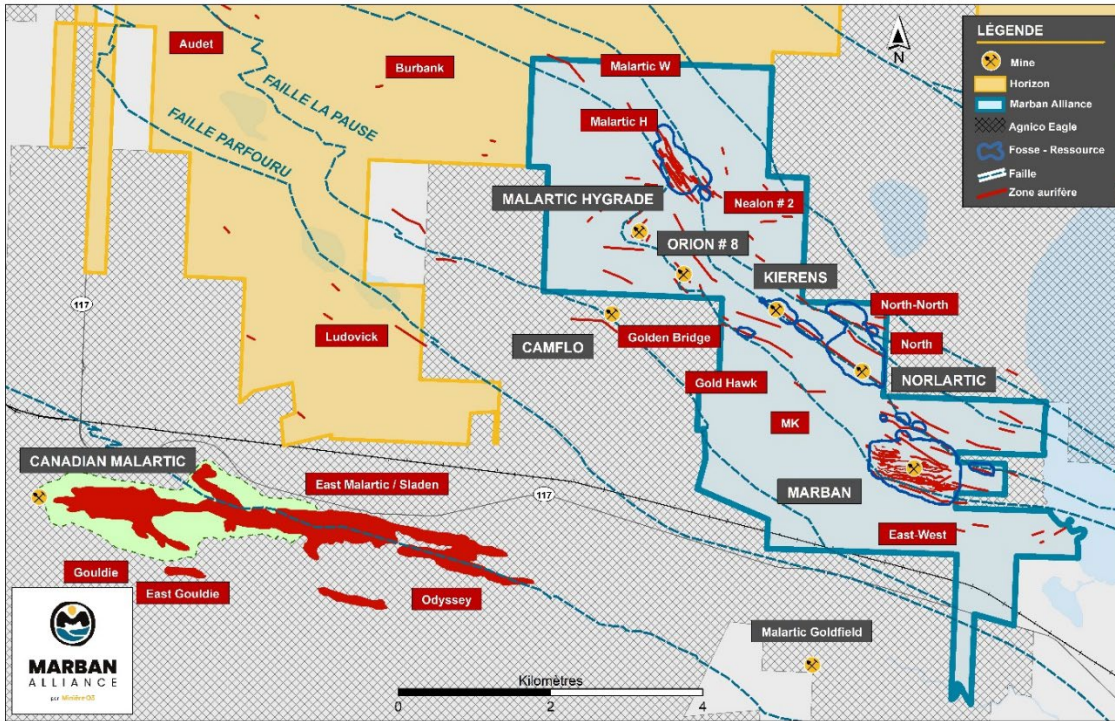 Audet
Burbank
Malartic W
Malartic H
FAILLE LA PAUSE
FAILLE PARFOURU
MALARTIC HYGRADE
Nealon # 2
ORION # 8
KIERENS
North-North
North
117
Ludovick
CAMFLO
Golden Bridge
Gold Hawk
NORLARTIC
MK
CANADIAN MALARTIC
East Malartic / Sladen
117
MARBAN
East-West
Gouldie
East Gouldie
Odyssey
Malartic Goldfield
Kilomètres
0
2
4
N
LÉGENDE
Mine
Horizon
Marban Alliance
Agnico Eagle
Fosse - Ressource
Faille
Zone aurifère
MARBAN
ALLIANCE
par Minière O3